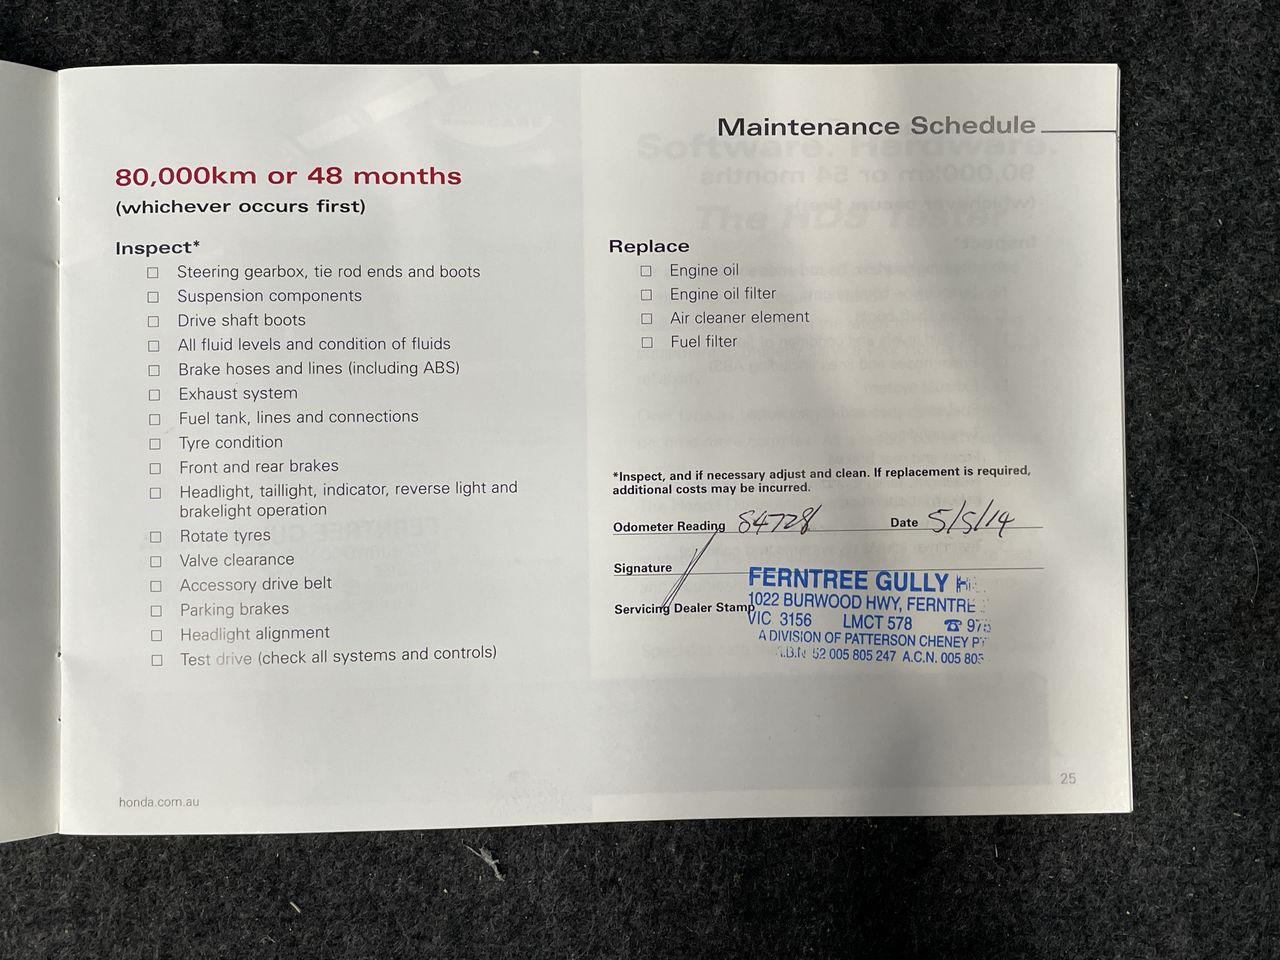 Maintenance Schedule
80,000km or 48 months
(whichever occurs first)
Inspect*
Steering gearbox, tie rod ends and boots
Suspension components
Drive shaft boots
All fluid levels and condition of fluids
Brake hoses and lines (including ABS)
Exhaust system
Fuel tank, lines and connections
Tyre condition
Front and rear brakes
Headlight, taillight, indicator, reverse light and
brakelight operation
Rotate tyres
Valve clearance
Accessory drive belt
Parking brakes
Headlight alignment
Test drive (check all systems and controls)
Replace
Engine oil
Engine oil filter
Air cleaner element
Fuel filter
*Inspect, and if necessary adjust and clean. If replacement is required,
additional costs may be incurred.
Odometer Reading 84728 Date 5/5/14
Signature
Servicing Dealer Stamp
FERNTREE GULLY
1022 BURWOOD HWY, FERNTRE
VIC 3156 LMCT 578 ☎ 975
A DIVISION OF PATTERSON CHENEY
52 005 805 247 A.C.N. 005 805
honda.com.au
25